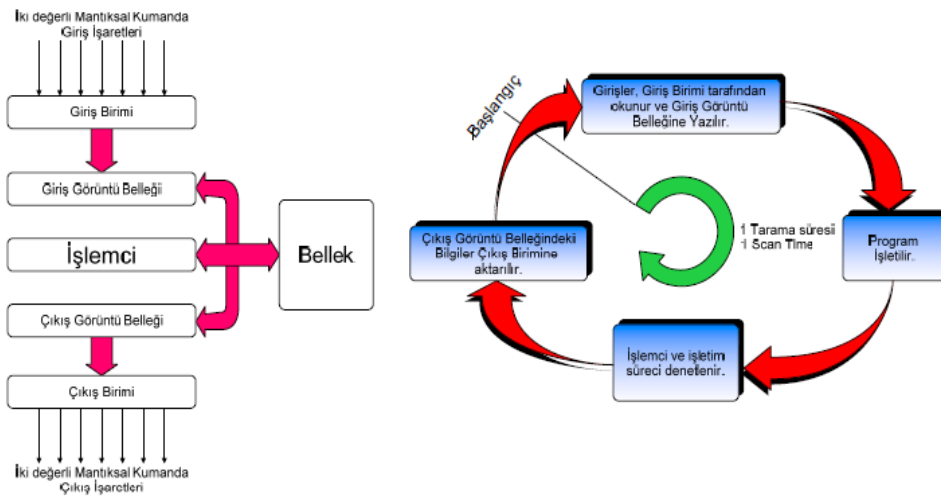 İki değerli Mantıksal Kumanda
Giriş İşaretleri
Giriş Birimi
Giriş Görüntü Belleği
İşlemci
Bellek
Çıkış Görüntü Belleği
Çıkış Birimi
İki değerli Mantıksal Kumanda
Çıkış İşaretleri
Başlangıç
Girişler, Giriş Birimi tarafından
okunur ve Giriş Görüntü
Belleğine Yazılır.
1 Tarama süresi
1 Scan Time
Program
İşletilir.
İşlemci ve işletim
süreci denetlenir.
Çıkış Görüntü Belleğindeki
Bilgiler Çıkış Birimine
aktarılır.